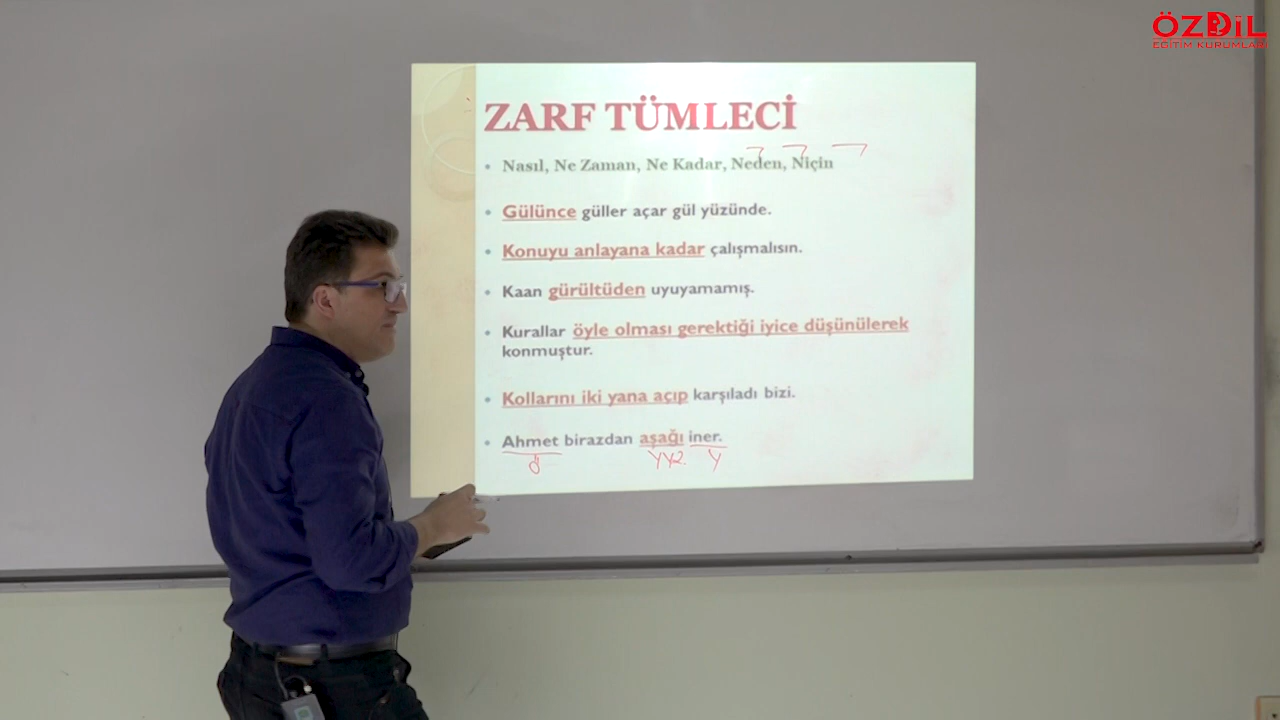 ÖZDİL
EĞİTİM KURUMLARI
ZARF TÜMLECİ
• Nasıl, Ne Zaman, Ne Kadar, Neden, Niçin
• Gülünce güller açar gül yüzünde.
• Konuyu anlayana kadar çalışmalısın.
• Kaan gürültüden uyuyamamış.
• Kurallar öyle olması gerektiği iyice düşünülerek
konmuştur.
• Kollarını iki yana açıp karşıladı bizi.
• Ahmet birazdan aşağı iner.